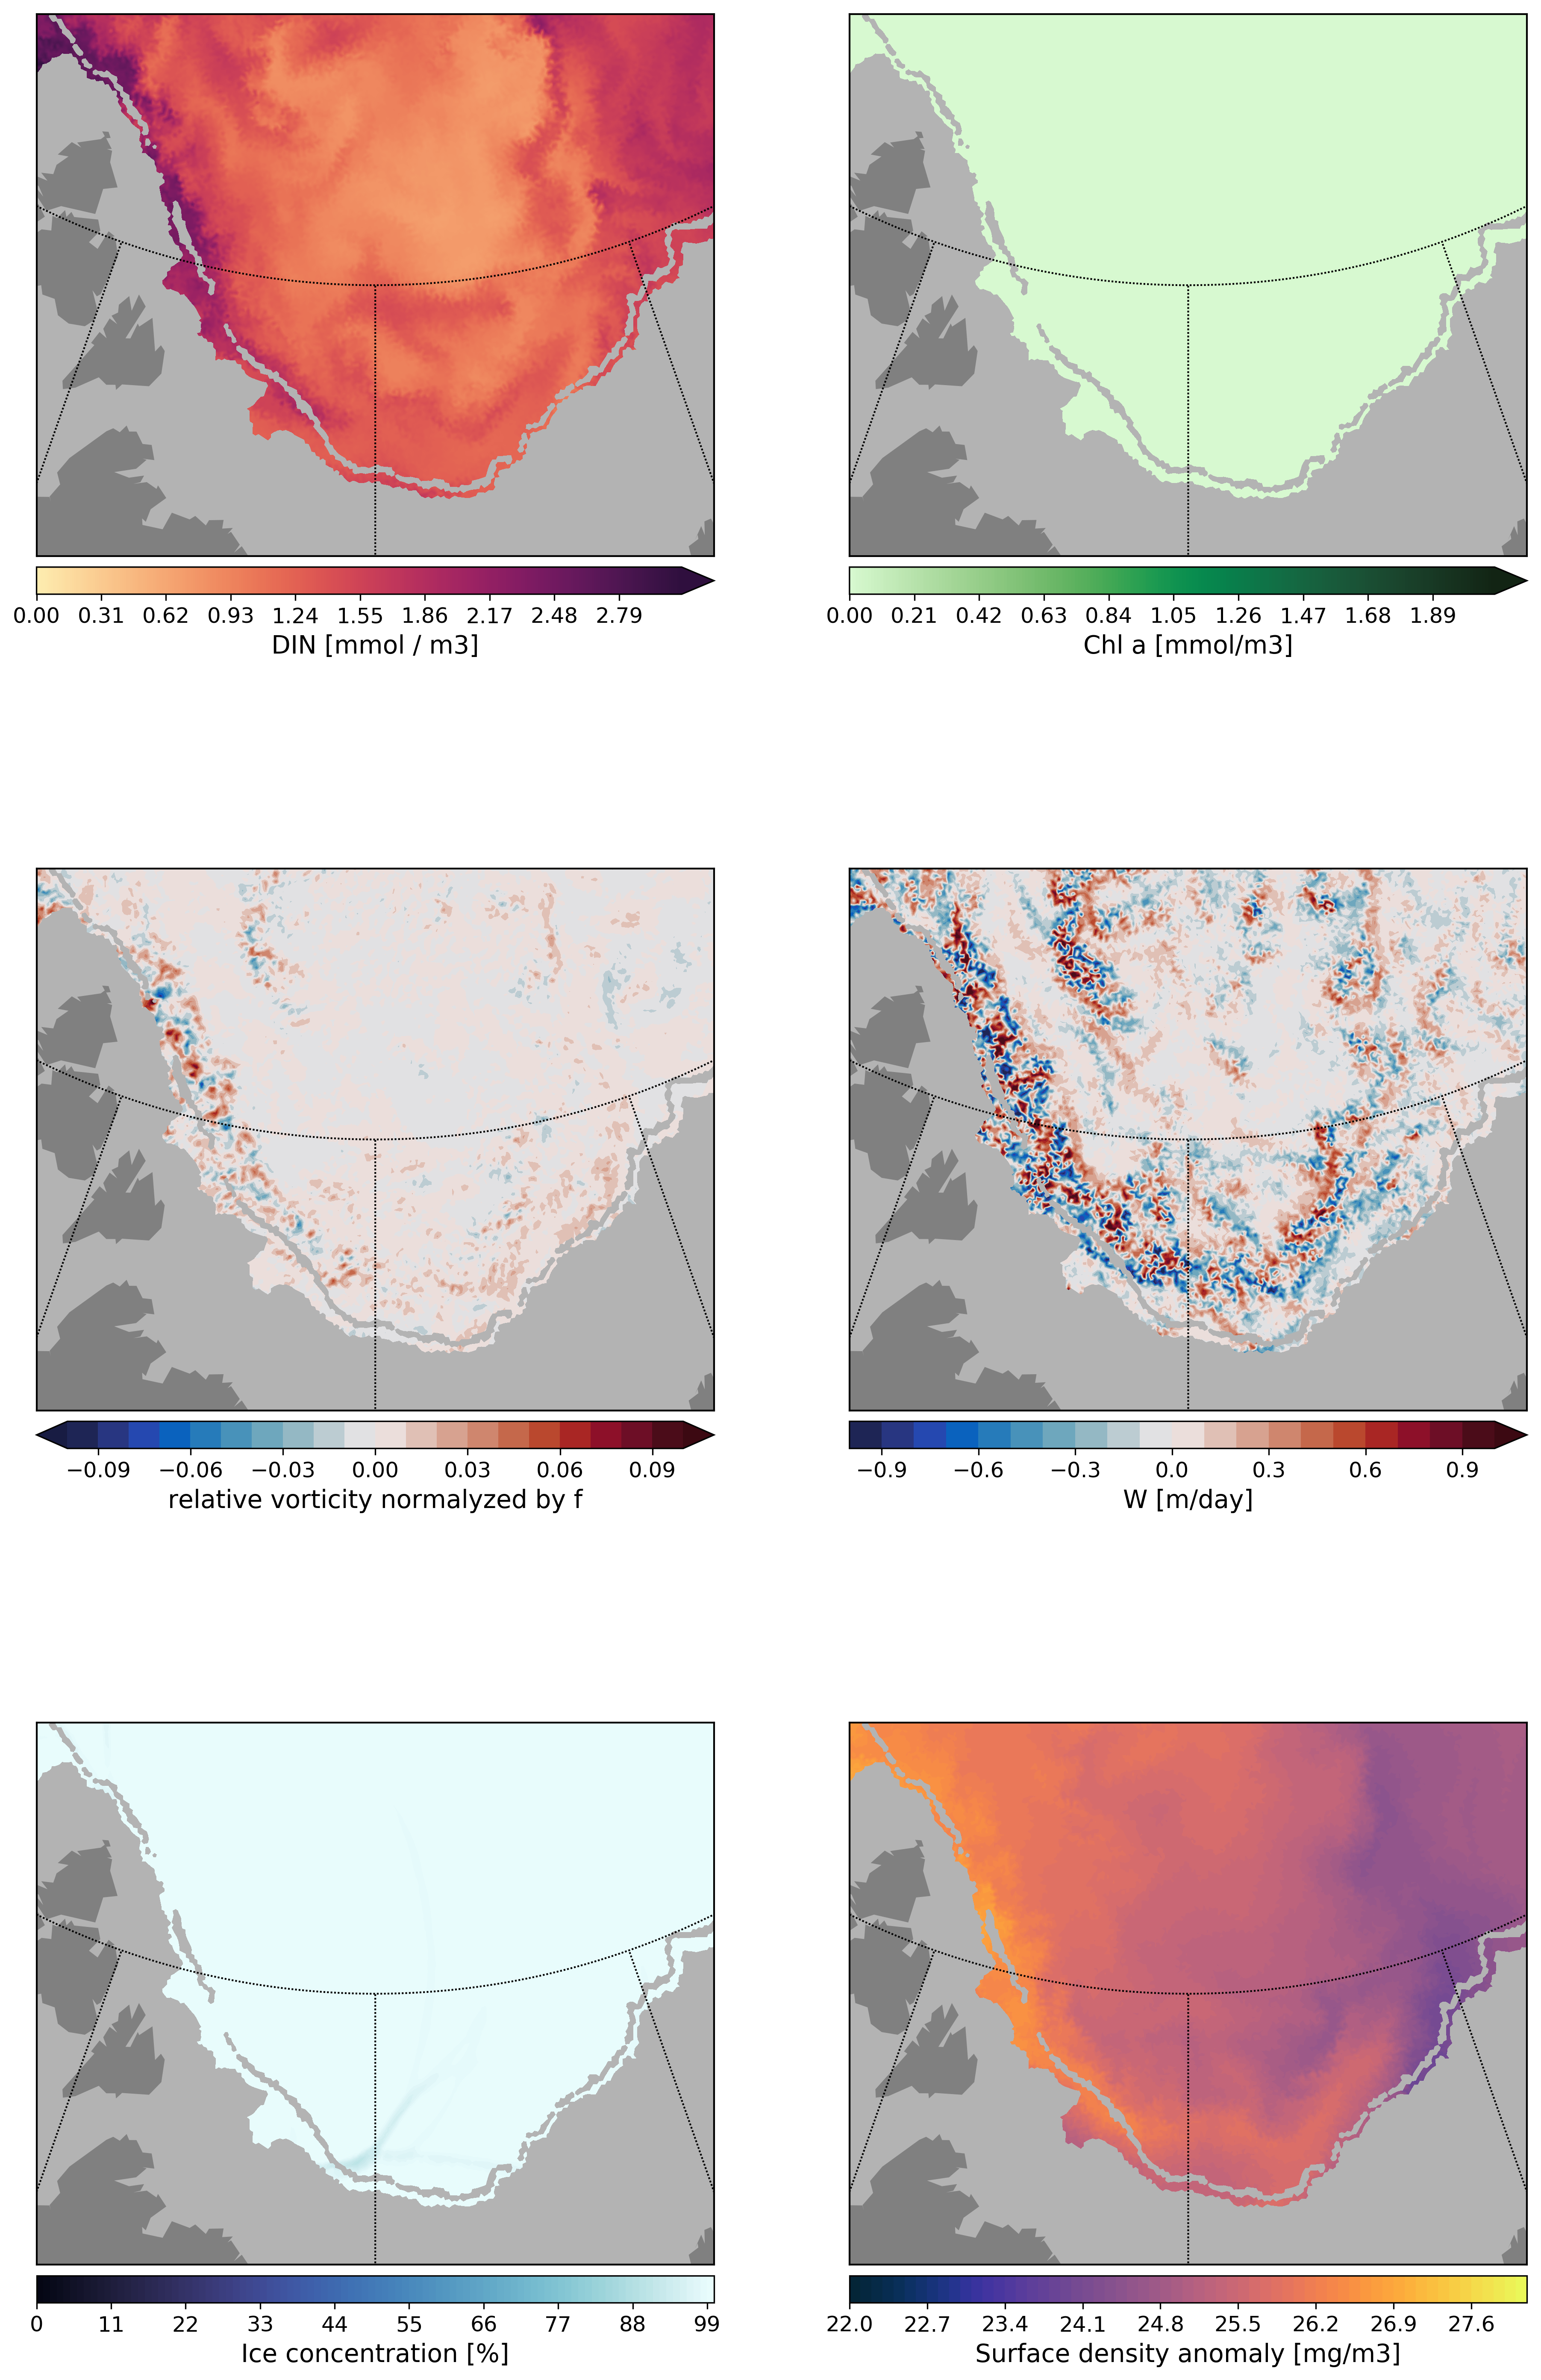 0.00 0.31 0.62 0.93 1.24 1.55 1.86 2.17 2.48 2.79
DIN [mmol / m3]
0.00 0.21 0.42 0.63 0.84 1.05 1.26 1.47 1.68 1.89
Chl a [mmol/m3]
−0.09 −0.06 −0.03 0.00 0.03 0.06 0.09
relative vorticity normalyzed by f
−0.9 −0.6 −0.3 0.0 0.3 0.6 0.9
W [m/day]
0 11 22 33 44 55 66 77 88 99
Ice concentration [%]
22.0 22.7 23.4 24.1 24.8 25.5 26.2 26.9 27.6
Surface density anomaly [mg/m3]